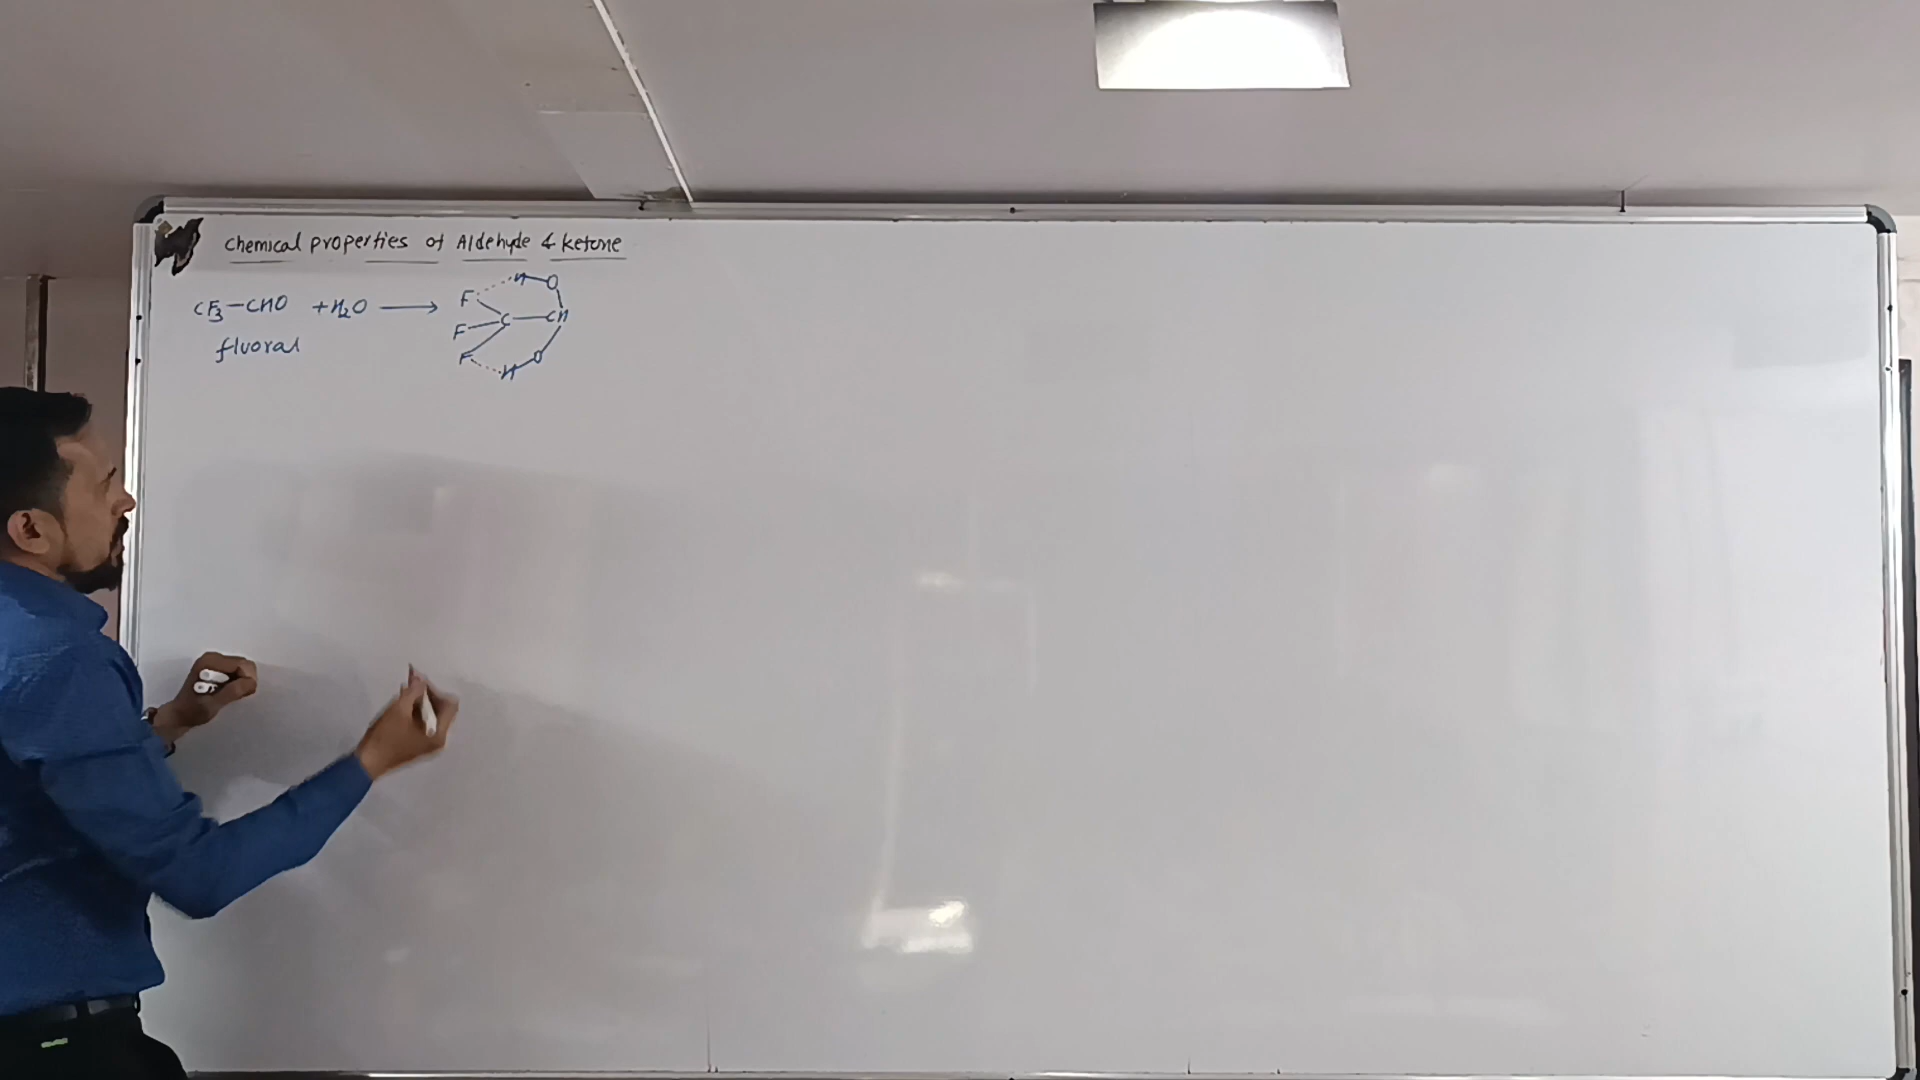 Chemical properties of Aldehyde & ketone
CF3—CHO + H2O ⟶
fluoral
F H—O
F C—CH
F H—O